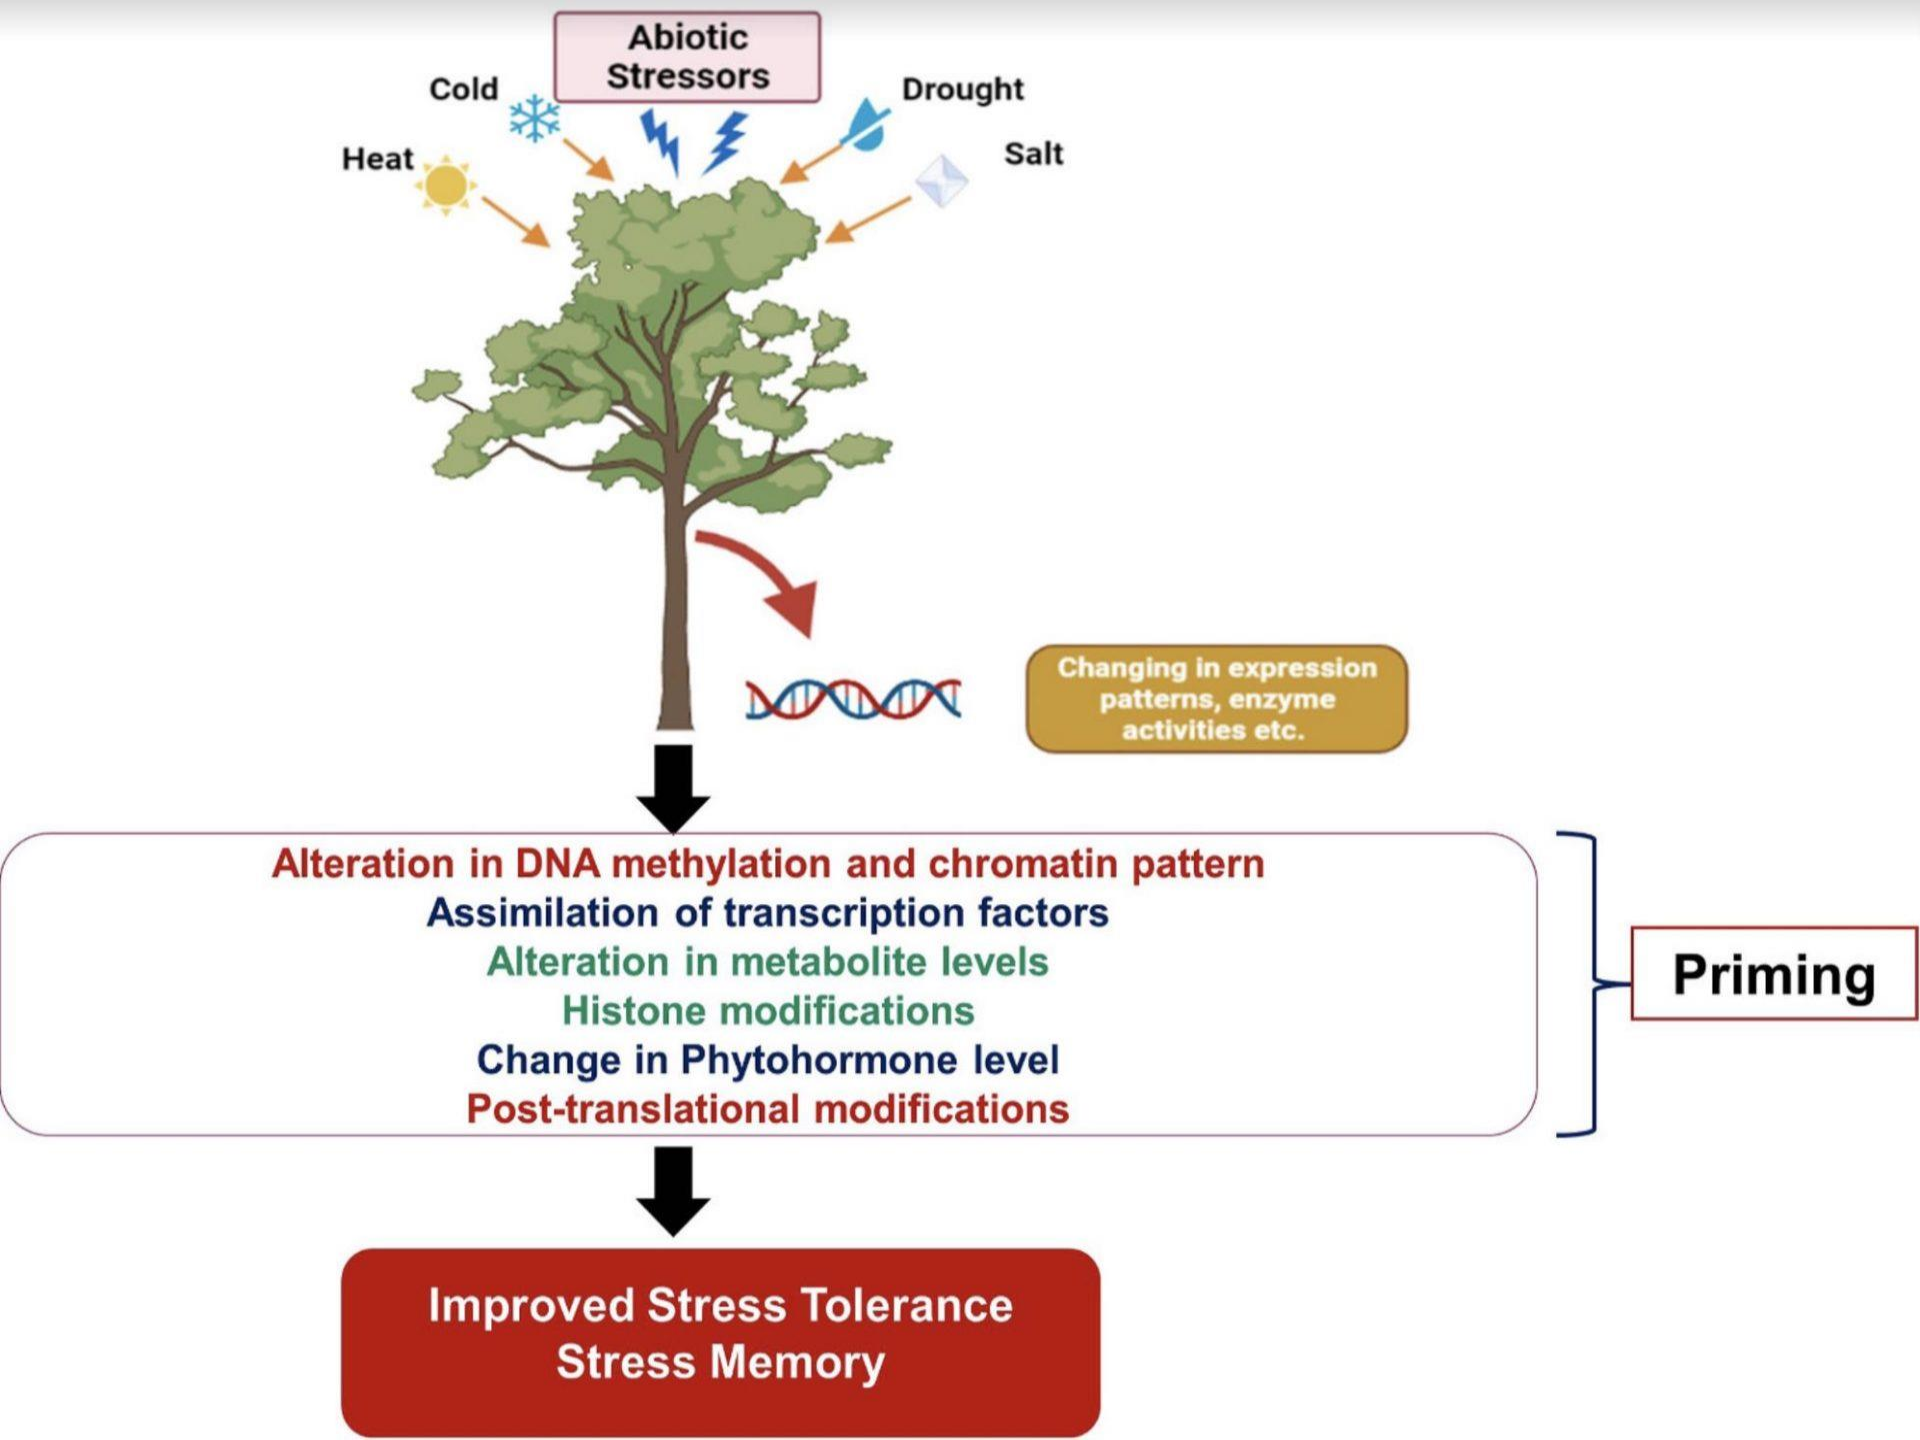 Abiotic
Stressors
Cold
Drought
Heat
Salt
Changing in expression
patterns, enzyme
activities etc.
Alteration in DNA methylation and chromatin pattern
Assimilation of transcription factors
Alteration in metabolite levels
Histone modifications
Change in Phytohormone level
Post-translational modifications
Priming
Improved Stress Tolerance
Stress Memory